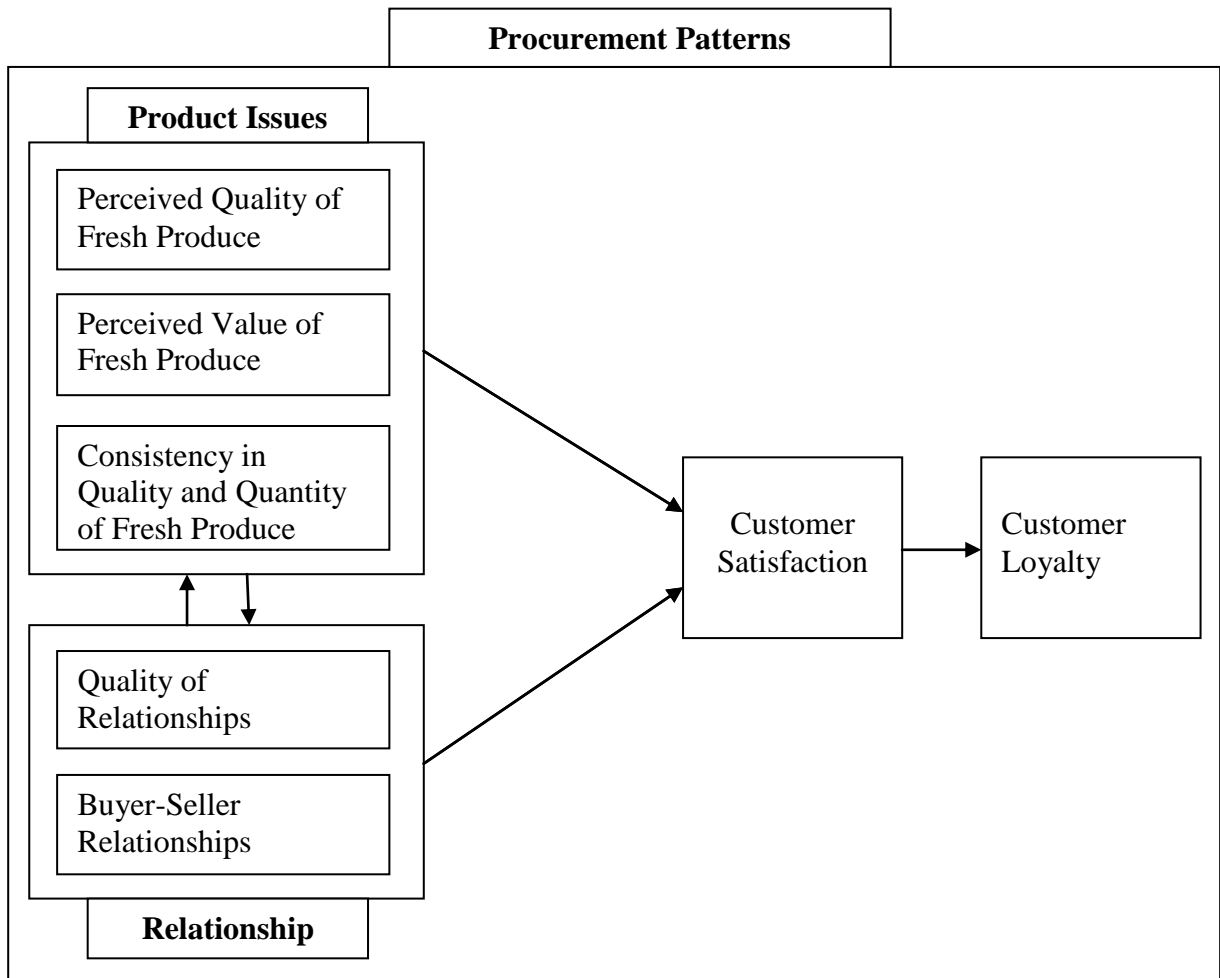 Procurement Patterns
Product Issues
Perceived Quality of
Fresh Produce
Perceived Value of
Fresh Produce
Consistency in
Quality and Quantity
of Fresh Produce
Customer
Satisfaction
Customer
Loyalty
Quality of
Relationships
Buyer-Seller
Relationships
Relationship